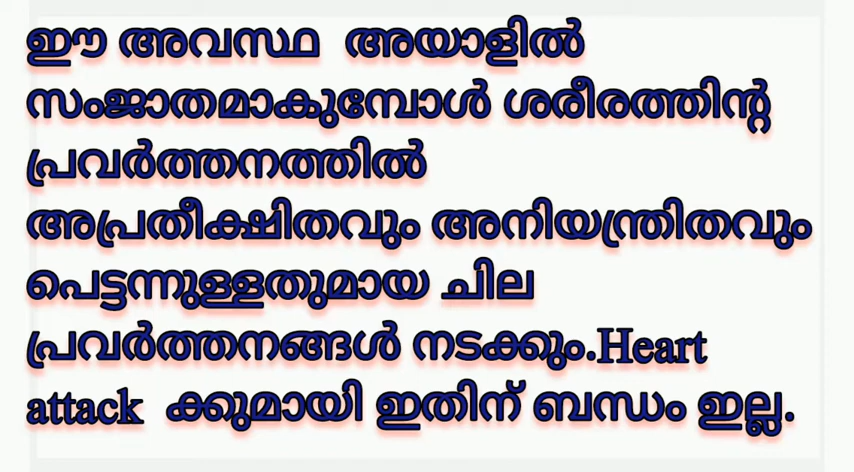 ഈ അവസ്ഥ അയാളിൽ
സംജാതമാകുമ്പോൾ ശരീരത്തിന്റ
പ്രവർത്തനത്തിൽ
അപ്രതീക്ഷിതവും അനിയന്ത്രിതവും
പെട്ടന്നുള്ളതുമായ ചില
പ്രവർത്തനങ്ങൾ നടക്കും.Heart
attack ക്കുമായി ഇതിന് ബന്ധം ഇല്ല.